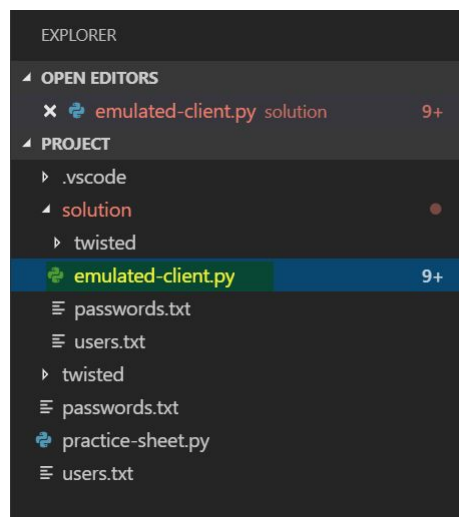 EXPLORER
OPEN EDITORS
emulated-client.py solution 9+
PROJECT
.vscode
solution
twisted
emulated-client.py 9+
passwords.txt
users.txt
twisted
passwords.txt
practice-sheet.py
users.txt